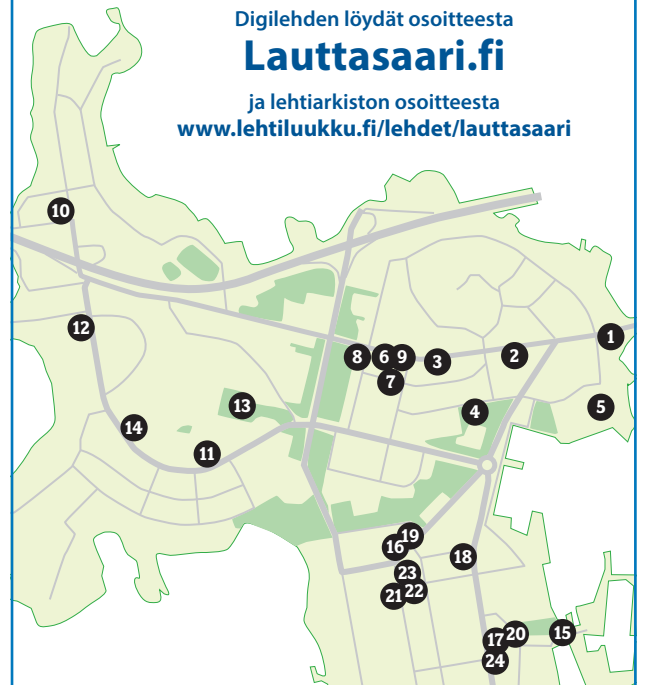 Digilehden löydät osoitteesta
Lauttasaari.fi
ja lehtiarkiston osoitteesta
www.lehtiluukku.fi/lehdet/lauttasaari
10
1
12
8 6 9 3 2
7
13 4 5
14
11
19
16 18
23
21 22
17 20 15
24